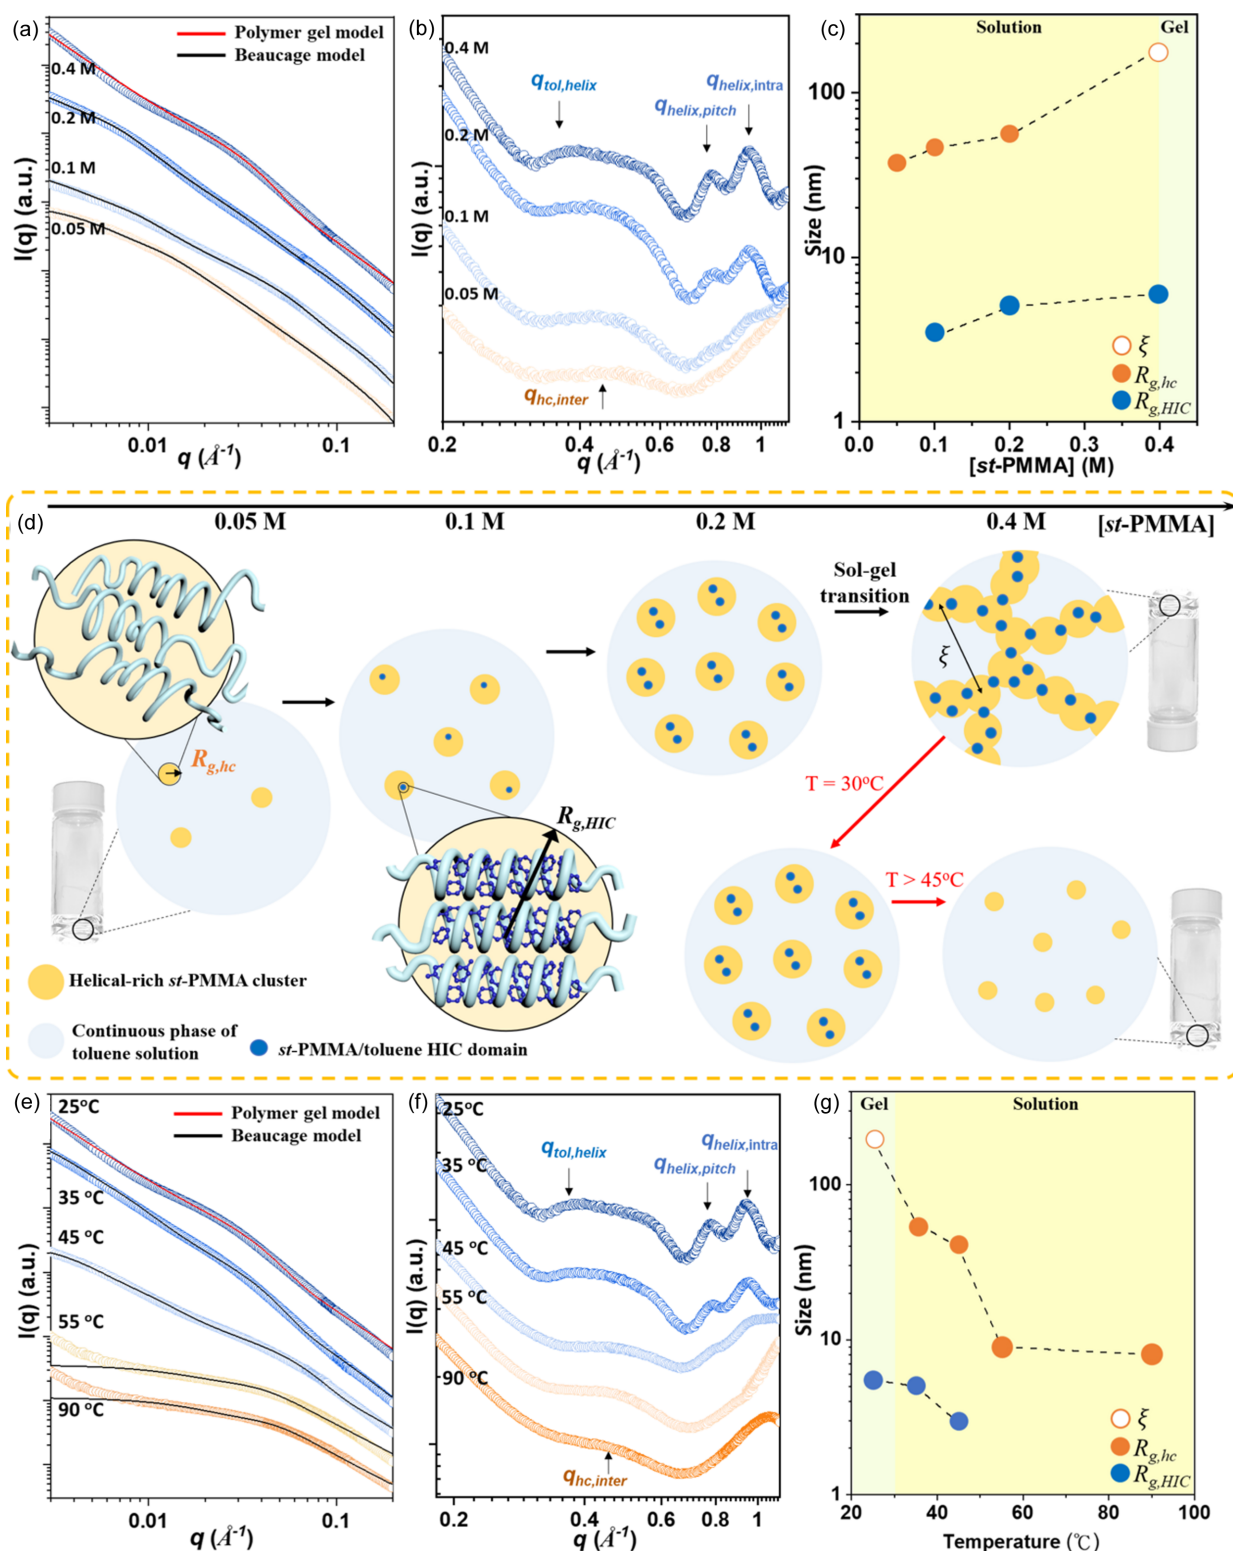 (a)
Polymer gel model
Beaucage model
0.4 M
0.2 M
0.1 M
0.05 M
I(q) (a.u.)
0.01
0.1
q (Å⁻¹)
(b)
0.4 M
0.2 M
0.1 M
0.05 M
q_tol,helix
q_helix,pitch
q_helix,intra
q_hc,inter
I(q) (a.u.)
0.2
0.4
0.6
0.8
1
q (Å⁻¹)
(c)
Solution
Gel
100
10
1
Size (nm)
ξ
R_g,hc
R_g,HIC
0.0
0.1
0.2
0.3
0.4
[st-PMMA] (M)
(d)
0.05 M
0.1 M
0.2 M
0.4 M
[st-PMMA]
Sol-gel
transition
ξ
R_g,hc
R_g,HIC
T = 30°C
T > 45°C
Helical-rich st-PMMA cluster
Continuous phase of
toluene solution
st-PMMA/toluene HIC domain
(e)
25°C
Polymer gel model
Beaucage model
35 °C
45 °C
55 °C
90 °C
I(q) (a.u.)
0.01
0.1
q (Å⁻¹)
(f)
25°C
35 °C
45 °C
55 °C
90 °C
q_tol,helix
q_helix,pitch
q_helix,intra
q_hc,inter
I(q) (a.u.)
0.2
0.4
0.6
0.8
1
q (Å⁻¹)
(g)
Gel
Solution
100
10
1
Size (nm)
ξ
R_g,hc
R_g,HIC
20
40
60
80
100
Temperature (℃)